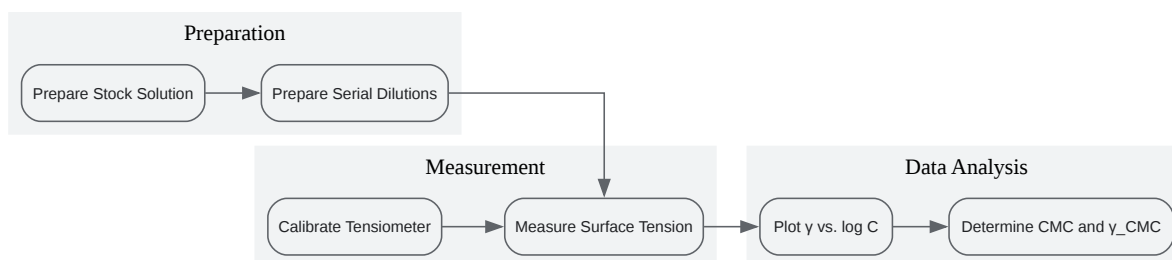 Preparation
Prepare Stock Solution
Prepare Serial Dilutions
Measurement
Calibrate Tensiometer
Measure Surface Tension
Data Analysis
Plot γ vs. log C
Determine CMC and γ_CMC